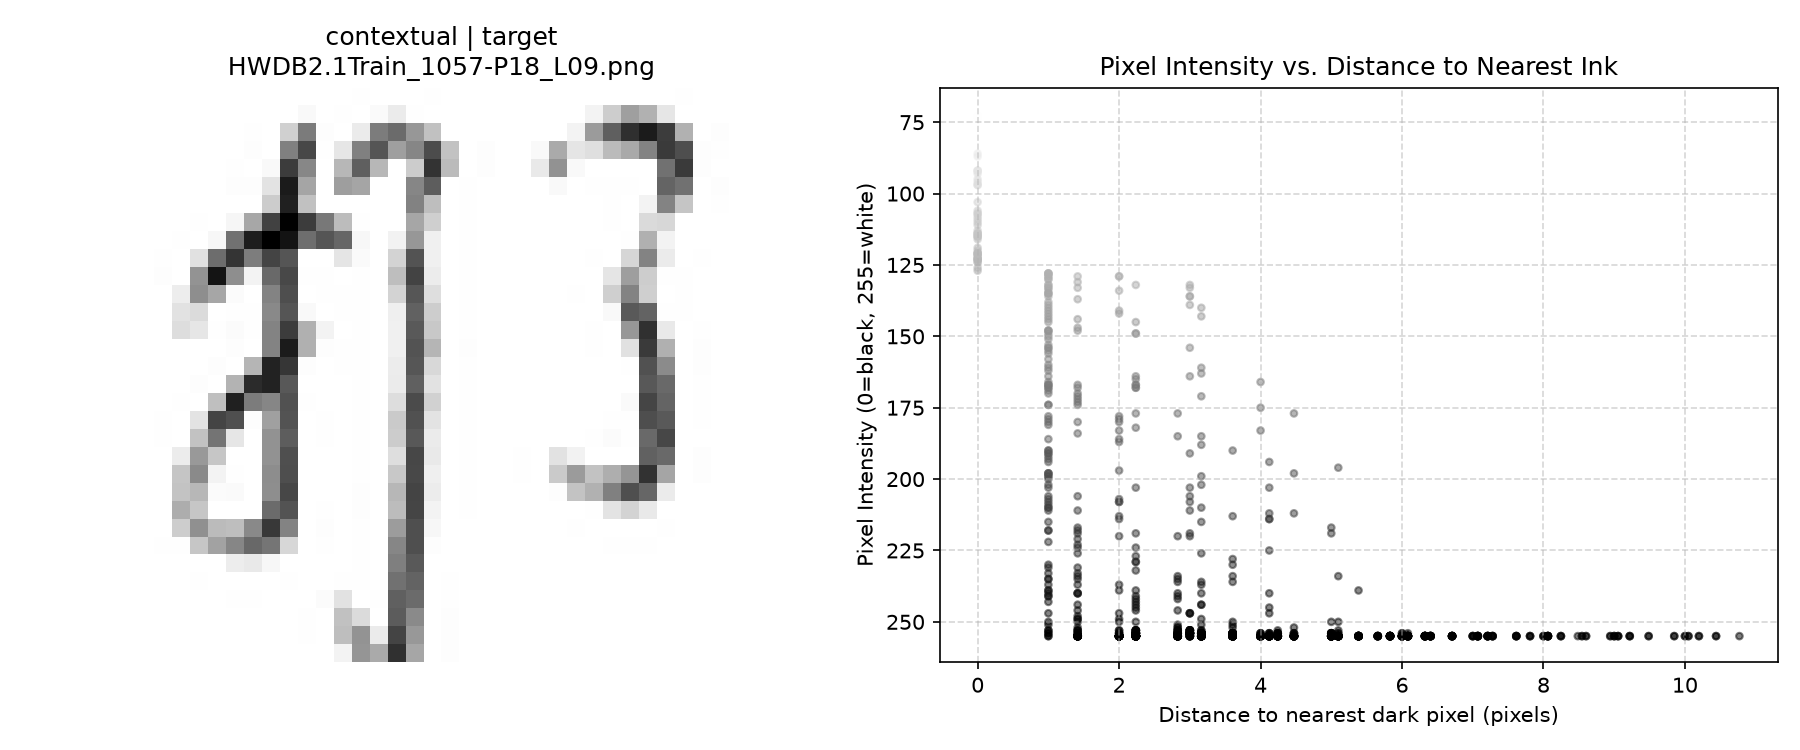 contextual | target
HWDB2.1Train_1057-P18_L09.png
Pixel Intensity vs. Distance to Nearest Ink
Pixel Intensity (0=black, 255=white)
75
100
125
150
175
200
225
250
0 2 4 6 8 10
Distance to nearest dark pixel (pixels)